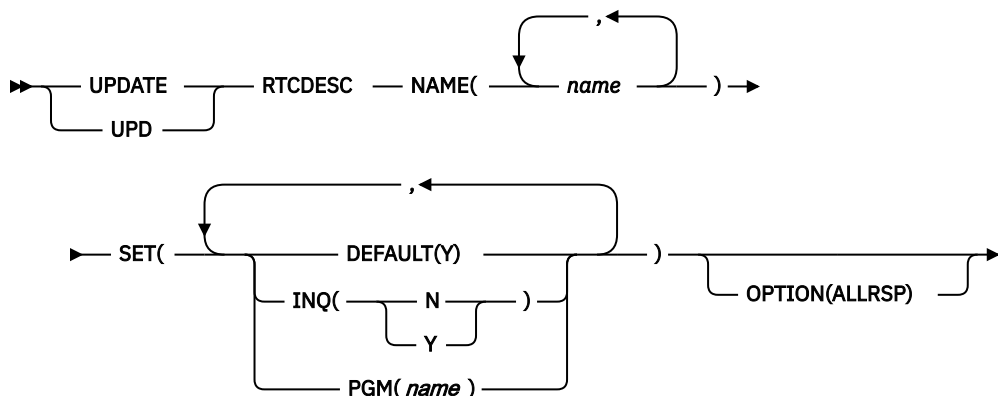 ,
UPDATE RTCDESC NAME( name )
UPD
,
SET( DEFAULT(Y) )
INQ( N ) OPTION(ALLRSP)
Y
PGM( name )